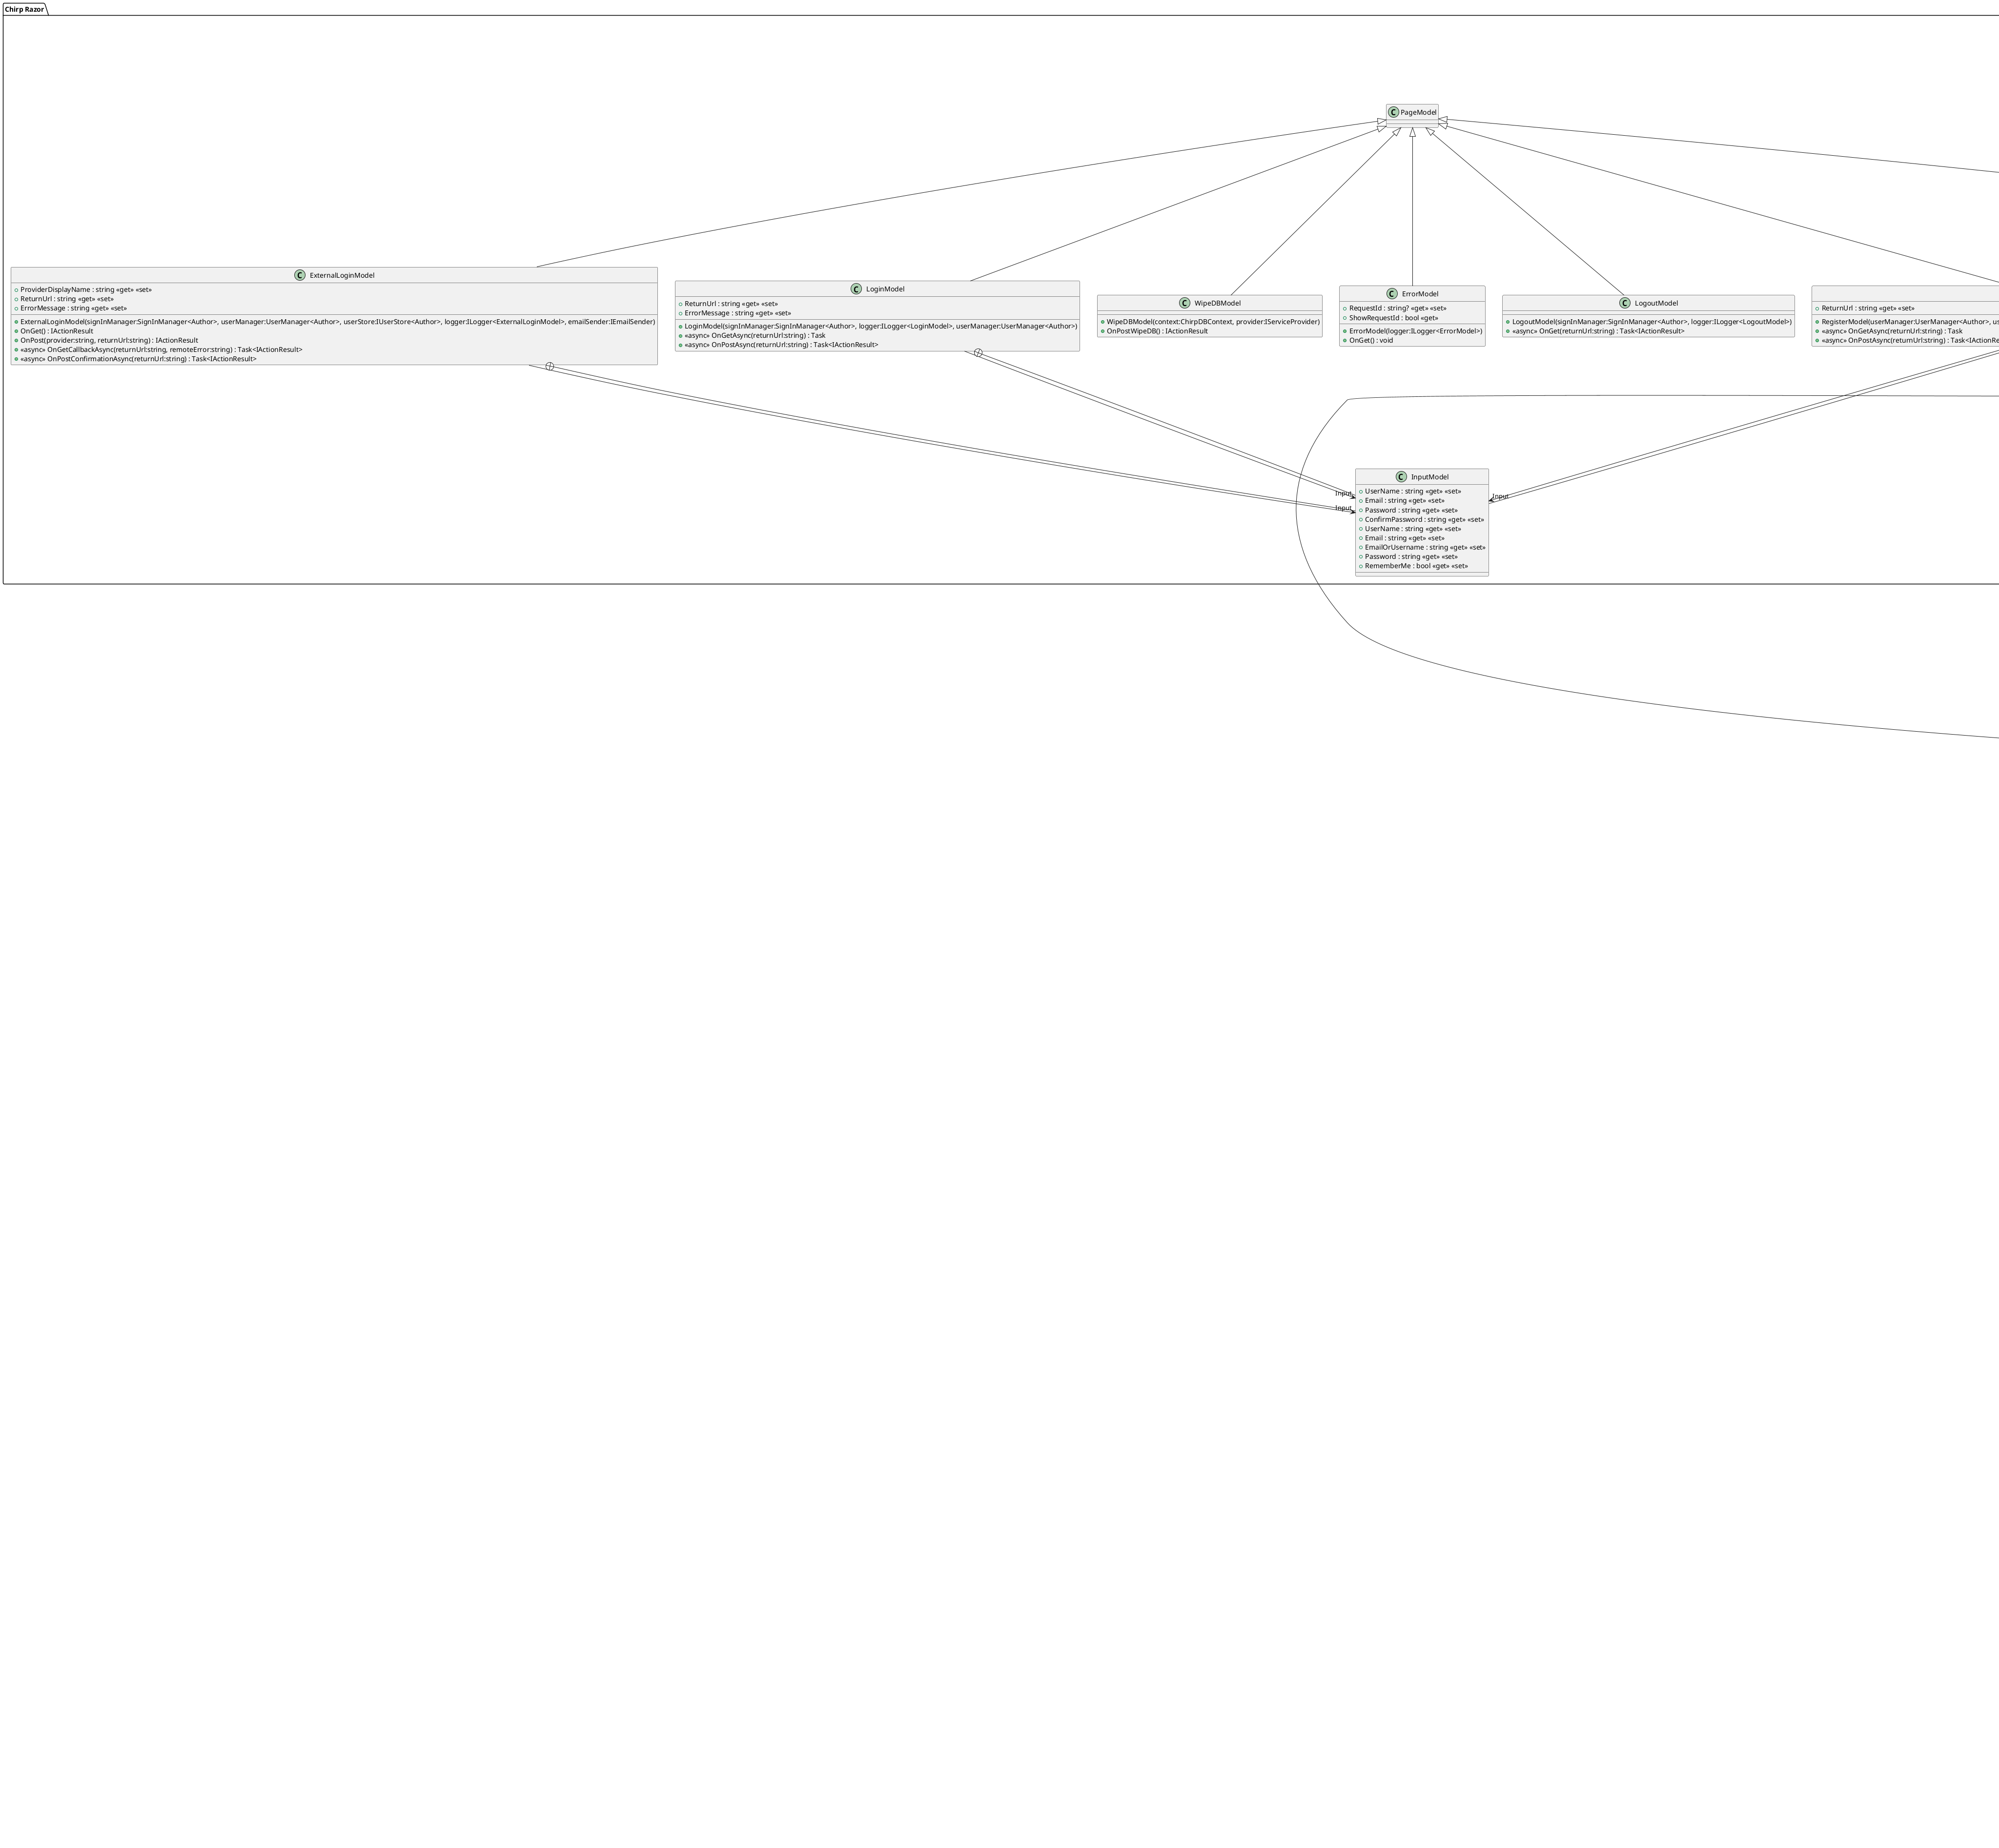 Chirp Razor
PageModel
ExternalLoginModel
ProviderDisplayName : string «get» «set»
ReturnUrl : string «get» «set»
ErrorMessage : string «get» «set»
ExternalLoginModel(signInManager:SignInManager<Author>, userManager:UserManager<Author>, userStore:IUserStore<Author>, logger:ILogger<ExternalLoginModel>, emailSender:IEmailSender)
OnGet() : IActionResult
OnPost(provider:string, returnUrl:string) : IActionResult
«async» OnGetCallbackAsync(returnUrl:string, remoteError:string) : Task<IActionResult>
«async» OnPostConfirmationAsync(returnUrl:string) : Task<IActionResult>
LoginModel
ReturnUrl : string «get» «set»
ErrorMessage : string «get» «set»
LoginModel(signInManager:SignInManager<Author>, logger:ILogger<LoginModel>, userManager:UserManager<Author>)
«async» OnGetAsync(returnUrl:string) : Task
«async» OnPostAsync(returnUrl:string) : Task<IActionResult>
WipeDBModel
WipeDBModel(context:ChirpDBContext, provider:IServiceProvider)
OnPostWipeDB() : IActionResult
ErrorModel
RequestId : string? «get» «set»
ShowRequestId : bool «get»
ErrorModel(logger:ILogger<ErrorModel>)
OnGet() : void
LogoutModel
LogoutModel(signInManager:SignInManager<Author>, logger:ILogger<LogoutModel>)
«async» OnGet(returnUrl:string) : Task<IActionResult>
ReturnUrl : string «get» «set»
RegisterModel(userManager:UserManager<Author>, us
«async» OnGetAsync(returnUrl:string) : Task
«async» OnPostAsync(returnUrl:string) : Task<IActionRe
Input
Input
Input
InputModel
UserName : string «get» «set»
Email : string «get» «set»
Password : string «get» «set»
ConfirmPassword : string «get» «set»
UserName : string «get» «set»
Email : string «get» «set»
EmailOrUsername : string «get» «set»
Password : string «get» «set»
RememberMe : bool «get» «set»